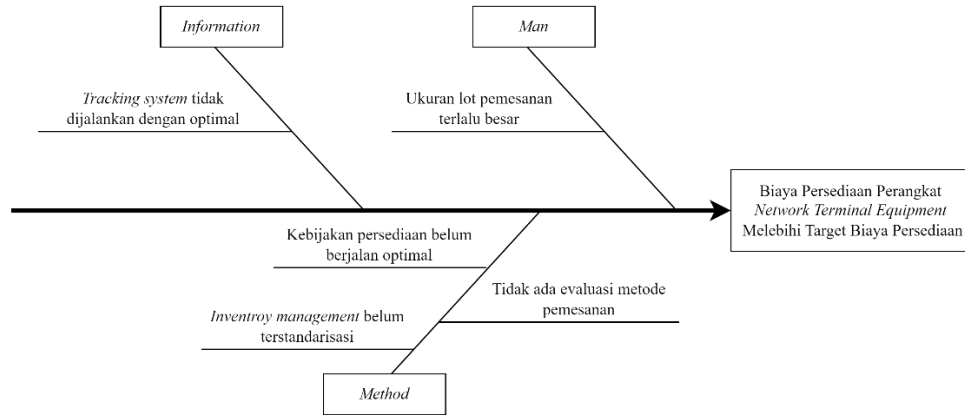 Information
Man
Tracking system tidak
dijalankan dengan optimal
Ukuran lot pemesanan
terlalu besar
Biaya Persediaan Perangkat
Network Terminal Equipment
Melebihi Target Biaya Persediaan
Kebijakan persediaan belum
berjalan optimal
Tidak ada evaluasi metode
pemesanan
Inventroy management belum
terstandarisasi
Method